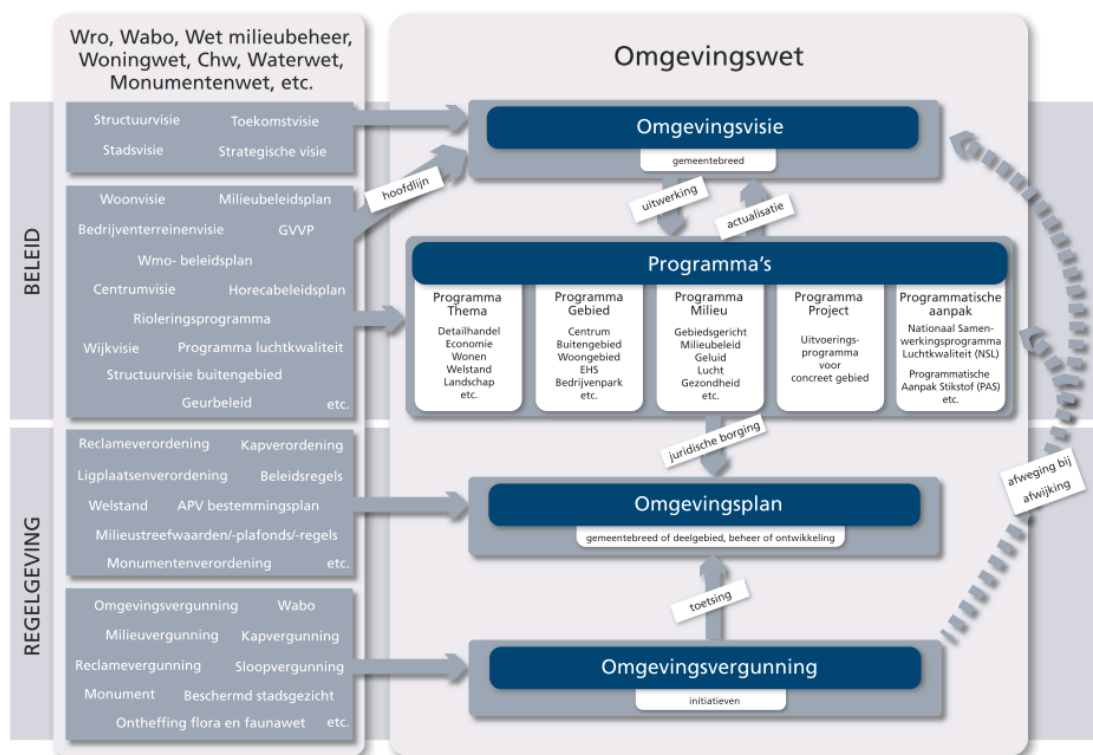 Wro, Wabo, Wet milieubeheer,
Woningwet, Chw, Waterwet,
Monumentenwet, etc.
Omgevingswet
BELEID
REGELGEVING
Structuurvisie Toekomstvisie
Stadsvisie Strategische visie
Woonvisie Milieubeleidsplan
Bedrijventerreinenvisie GVVP
Wmo- beleidsplan
Centrumvisie Horecabeleidsplan
Rioleringsprogramma
Wijkvisie Programma luchtkwaliteit
Structuurvisie buitengebied
Geurbeleid etc.
Reclameverordening Kapverordening
Ligplaatsenverordening Beleidsregels
Welstand APV bestemmingsplan
Milieustreefwaarden/-plafonds/-regels
Monumentenverordening etc.
Omgevingsvergunning Wabo
Milieuvergunning Kapvergunning
Reclamevergunning Sloopvergunning
Monument Beschermd stadsgezicht
Ontheffing flora en faunawet etc.
Omgevingsvisie
gemeentebreed
hoofdlijn
uitwerking
actualisatie
Programma's
Programma
Thema
Detailhandel
Economie
Wonen
Welstand
Landschap
etc.
Programma
Gebied
Centrum
Buitengebied
Woongebied
EHS
Bedrijvenpark
etc.
Programma
Milieu
Gebiedsgericht
Milieubeleid
Geluid
Lucht
Gezondheid
etc.
Programma
Project
Uitvoerings-
programma
voor
concreet gebied
Programmatische
aanpak
Nationaal Samen-
werkingsprogramma
Luchtkwaliteit (NSL)
Programmatische
Aanpak Stikstof (PAS)
etc.
juridische borging
Omgevingsplan
gemeentebreed of deelgebied, beheer of ontwikkeling
afweging bij
afwijking
toetsing
Omgevingsvergunning
initiatieven